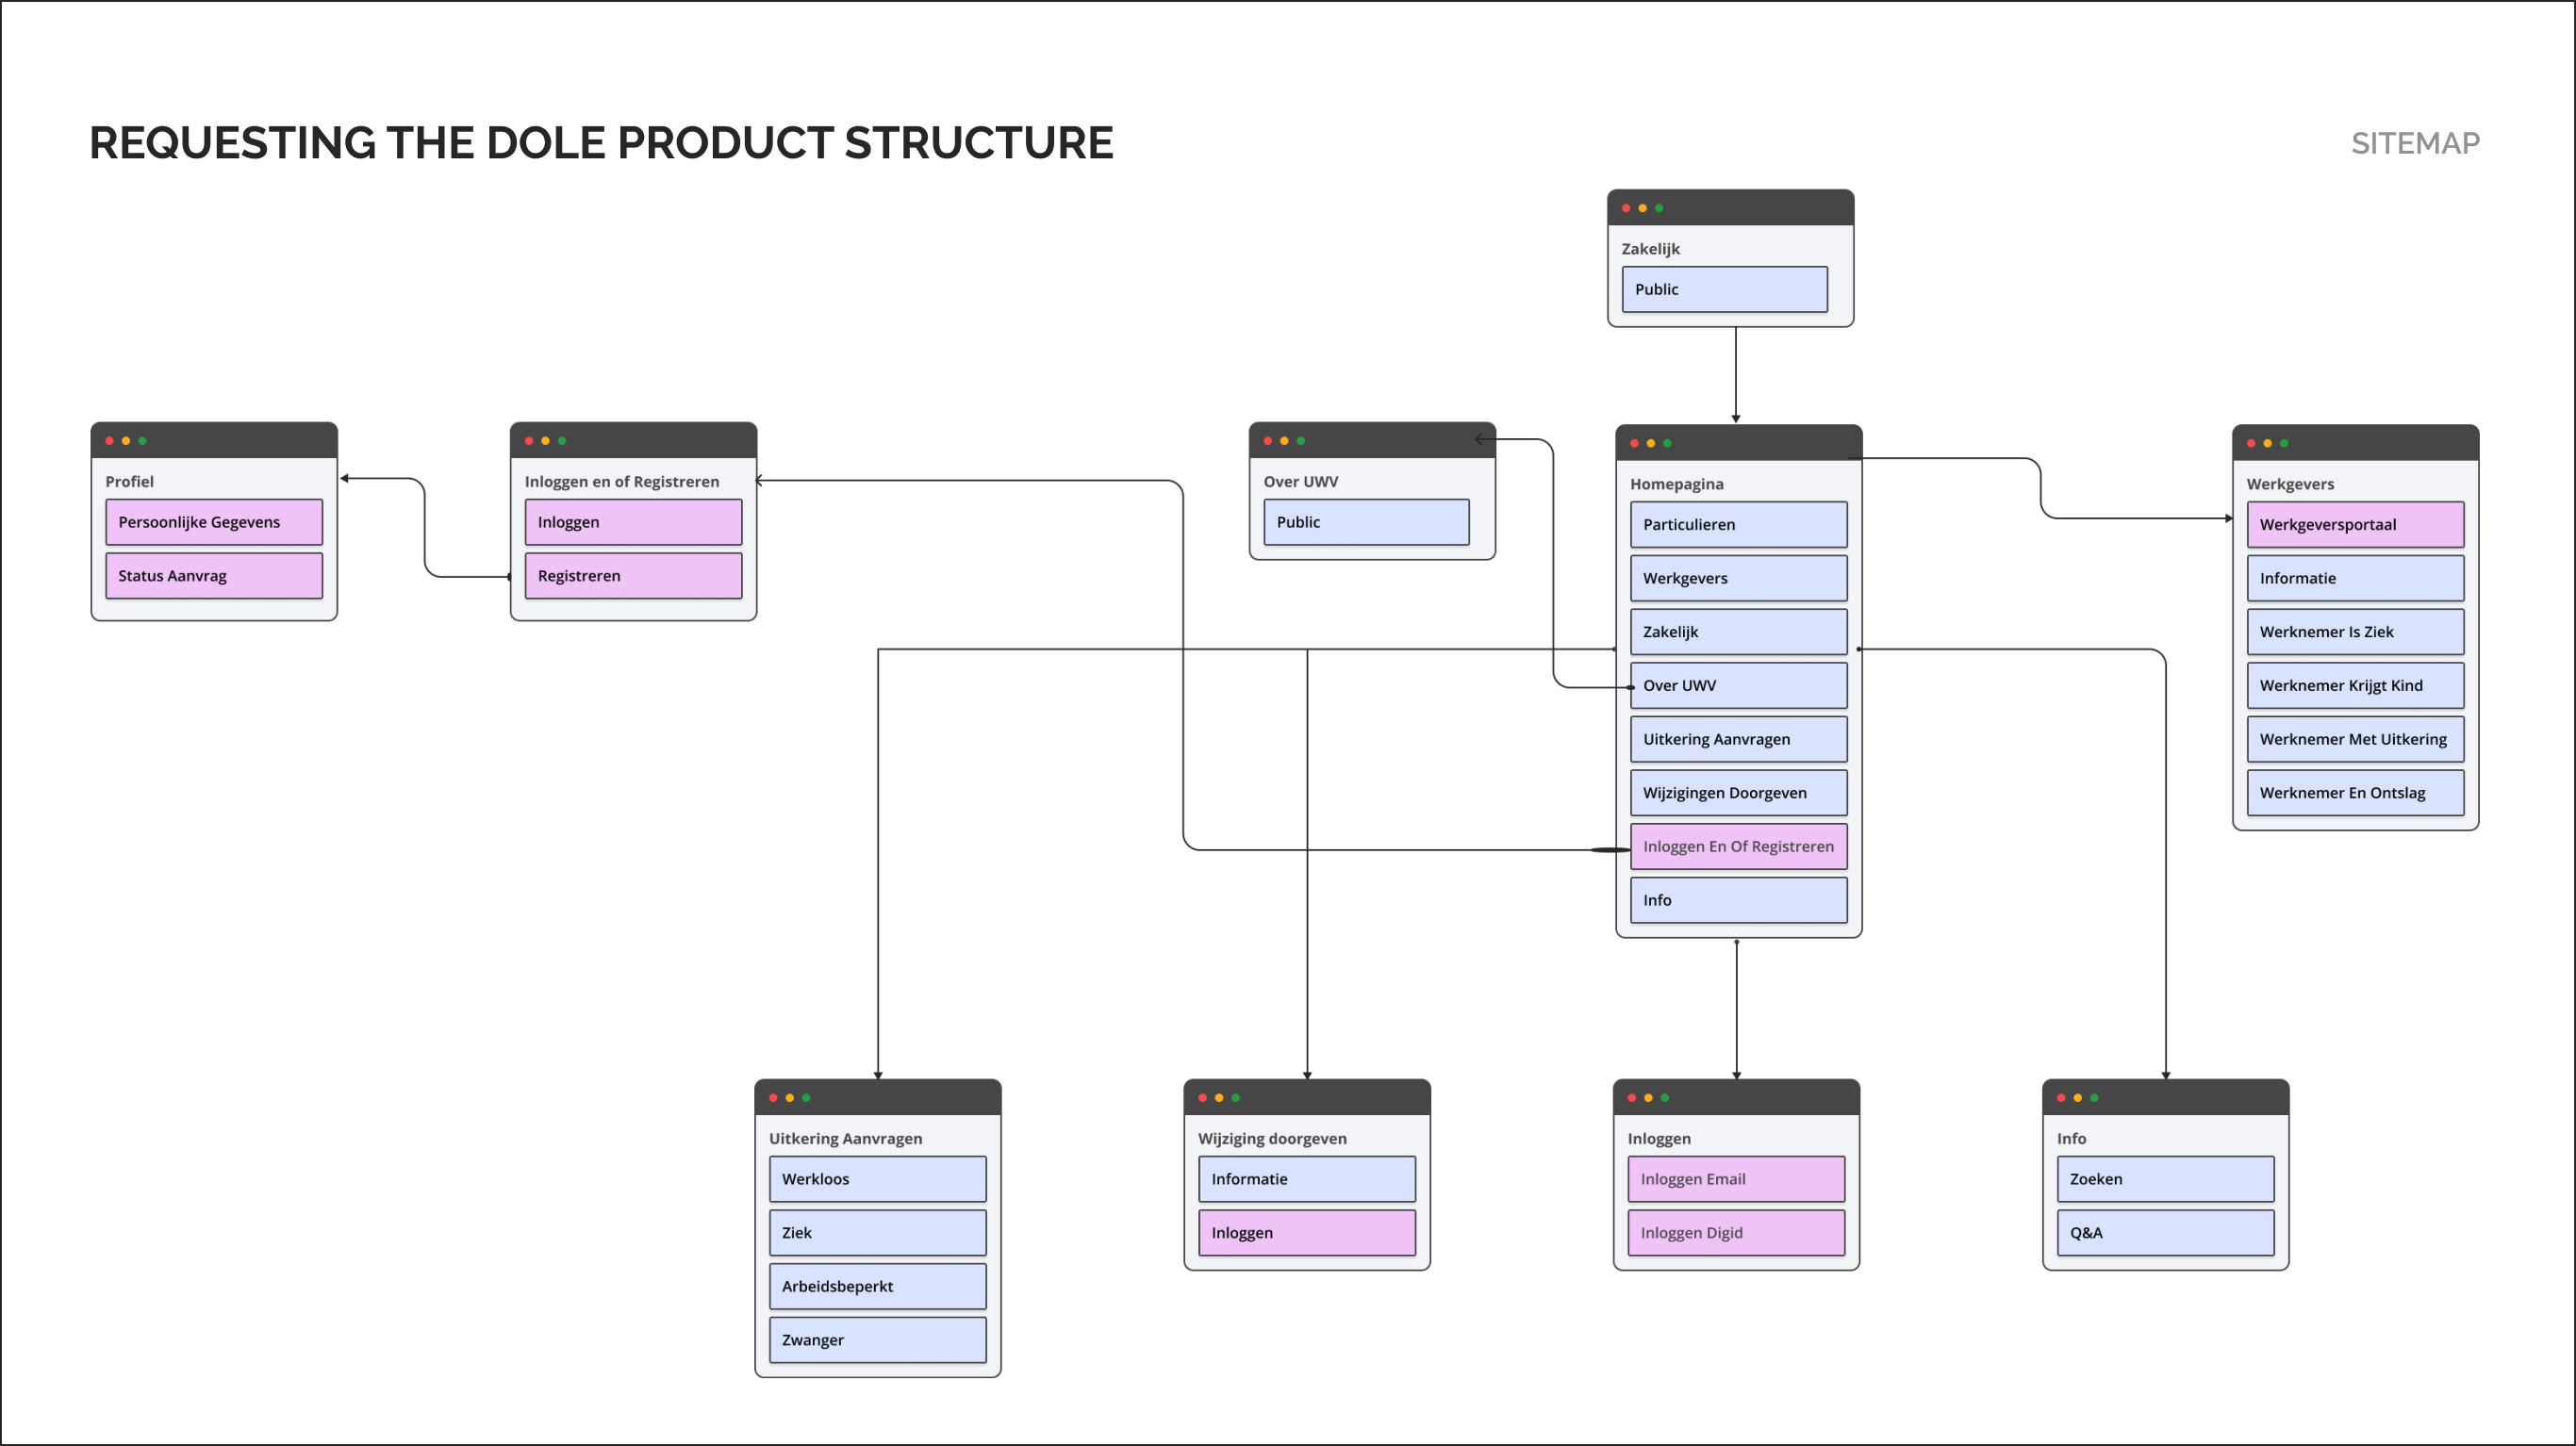 REQUESTING THE DOLE PRODUCT STRUCTURE
SITEMAP
Zakelijk
Public
Profiel
Persoonlijke Gegevens
Status Aanvrag
Inloggen en of Registreren
Inloggen
Registreren
Over UWV
Public
Homepagina
Particulieren
Werkgevers
Zakelijk
Over UWV
Uitkering Aanvragen
Wijzigingen Doorgeven
Inloggen En Of Registreren
Info
Werkgevers
Werkgeversportaal
Informatie
Werknemer Is Ziek
Werknemer Krijgt Kind
Werknemer Met Uitkering
Werknemer En Ontslag
Uitkering Aanvragen
Werkloos
Ziek
Arbeidsbeperkt
Zwanger
Wijziging doorgeven
Informatie
Inloggen
Inloggen
Inloggen Email
Inloggen Digid
Info
Zoeken
Q&A